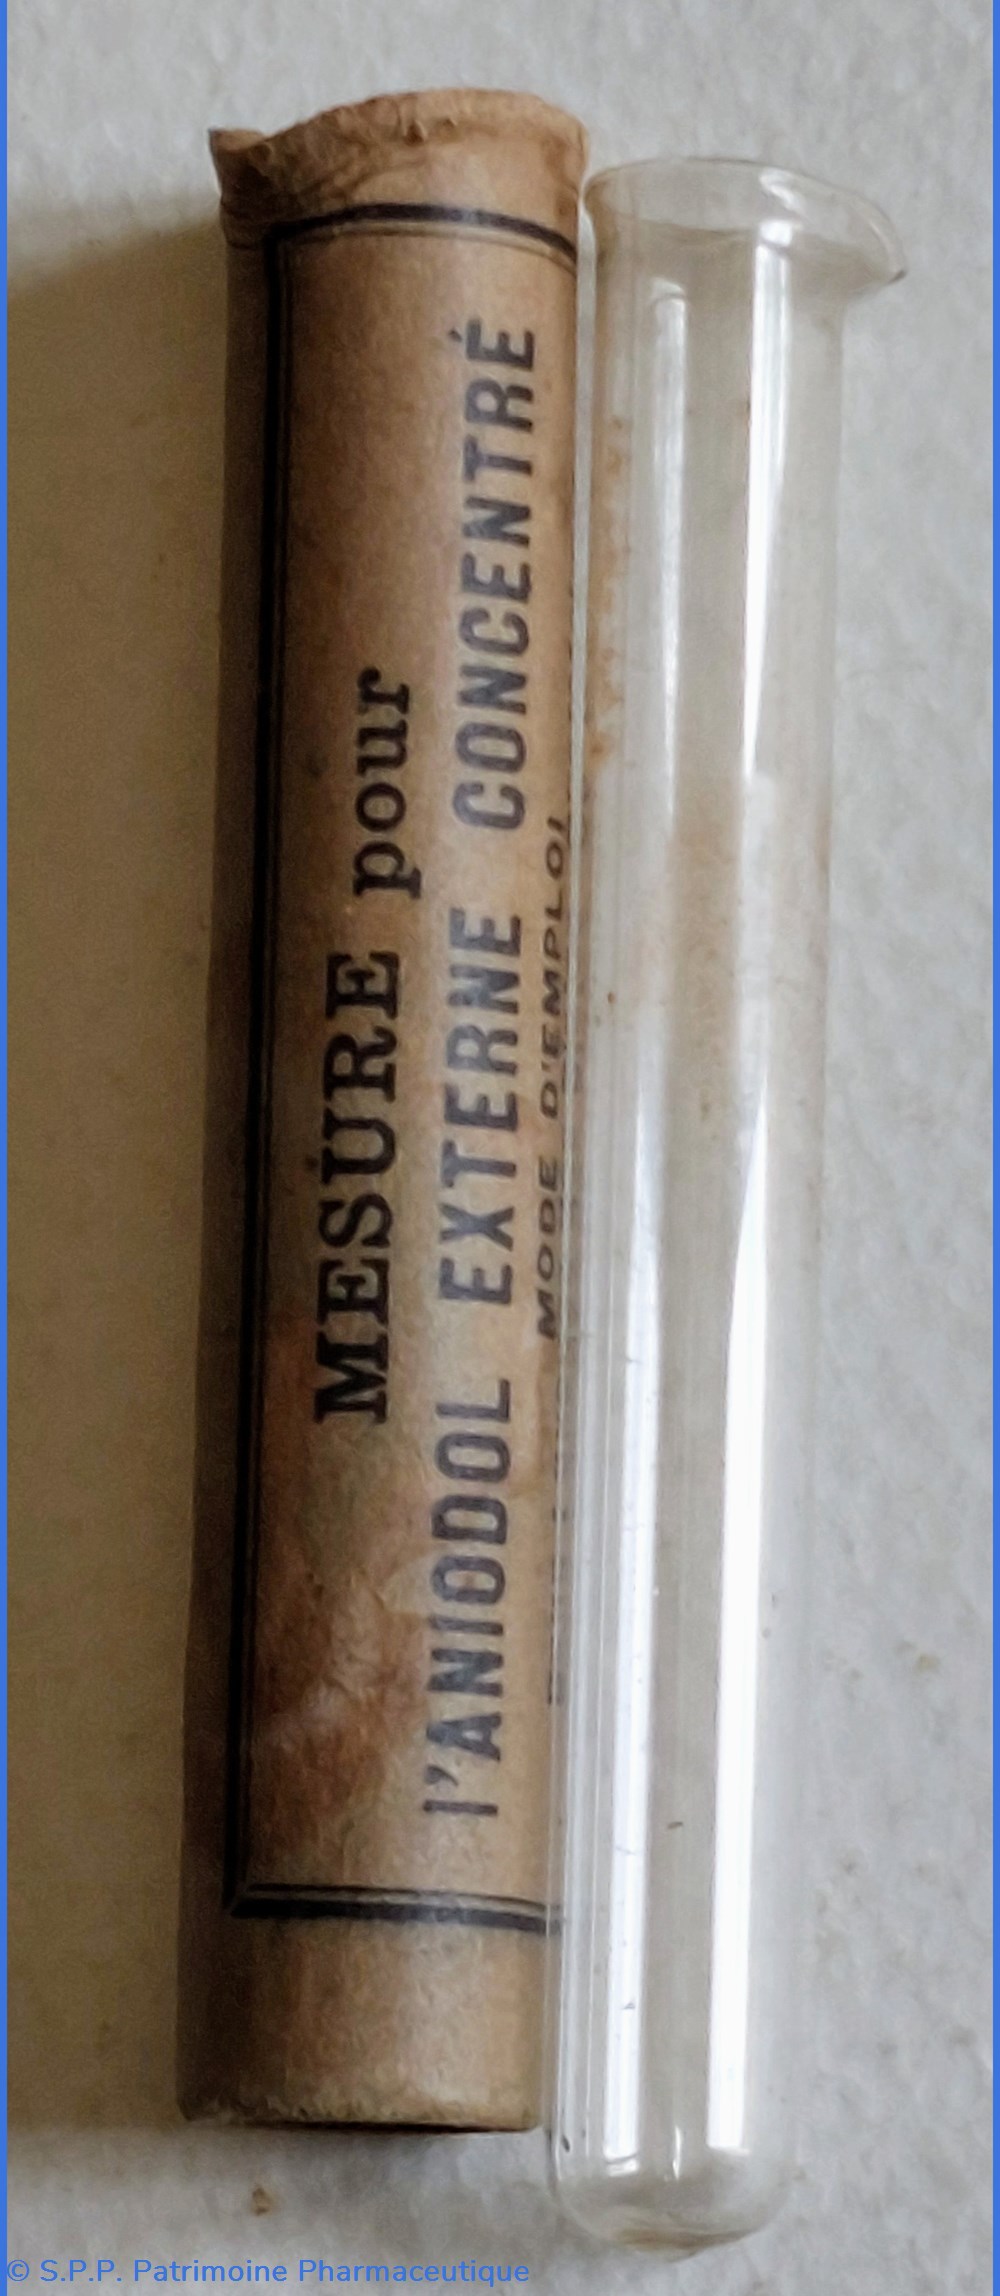 MESURE pour
l'ANIODOL EXTERNE CONCENTRÉ
MODE D'EMPLOI
© S.P.P. Patrimoine Pharmaceutique